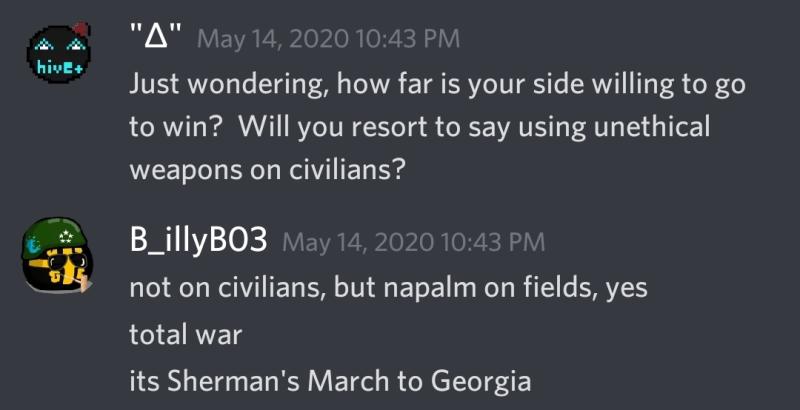 "Δ" May 14, 2020 10:43 PM
hivE+
Just wondering, how far is your side willing to go
to win?  Will you resort to say using unethical
weapons on civilians?
B_illyB03 May 14, 2020 10:43 PM
not on civilians, but napalm on fields, yes
total war
its Sherman's March to Georgia